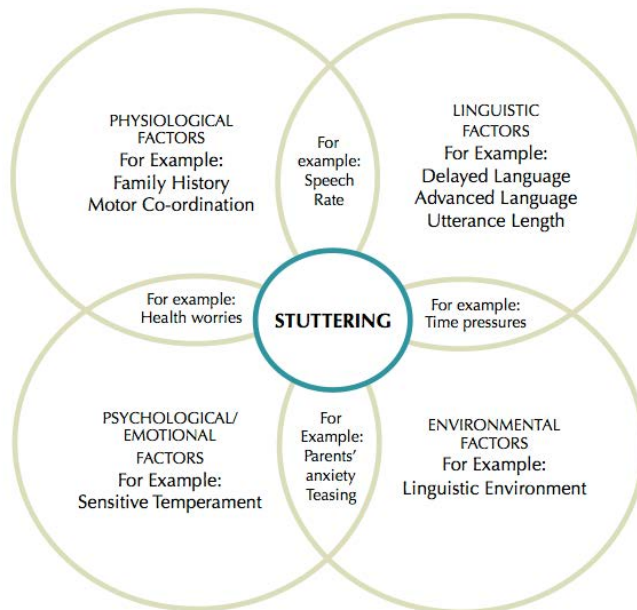 PHYSIOLOGICAL
FACTORS
For Example:
Family History
Motor Co-ordination
For
example:
Speech
Rate
LINGUISTIC
FACTORS
For Example:
Delayed Language
Advanced Language
Utterance Length
For example:
Health worries
STUTTERING
For example:
Time pressures
PSYCHOLOGICAL/
EMOTIONAL
FACTORS
For Example:
Sensitive Temperament
For
Example:
Parents’
anxiety
Teasing
ENVIRONMENTAL
FACTORS
For Example:
Linguistic Environment